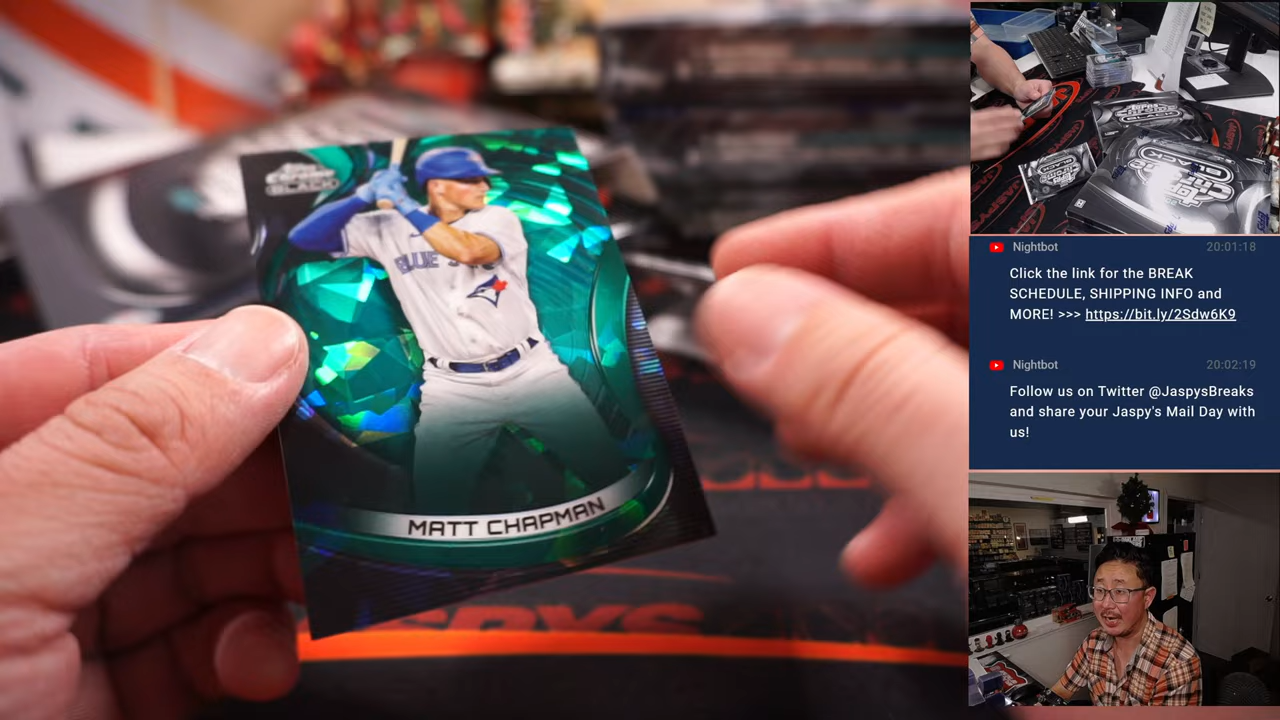 Topps
CHROME
BLACK
BLUE JAYS
MATT CHAPMAN
JASPYS
Nightbot
20:01:18
Click the link for the BREAK
SCHEDULE, SHIPPING INFO and
MORE! >>> https://bit.ly/2Sdw6K9
Nightbot
20:02:19
Follow us on Twitter @JaspysBreaks
and share your Jaspy's Mail Day with
us!